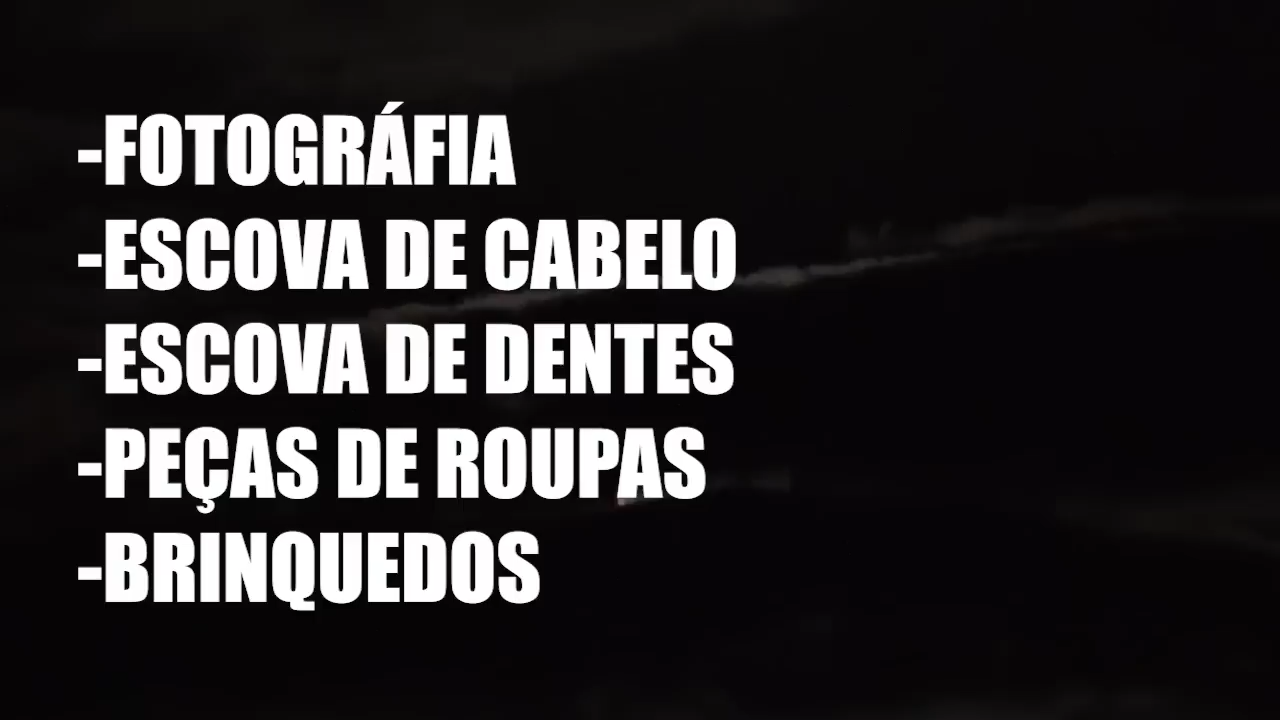 -FOTOGRÁFIA
-ESCOVA DE CABELO
-ESCOVA DE DENTES
-PEÇAS DE ROUPAS
-BRINQUEDOS